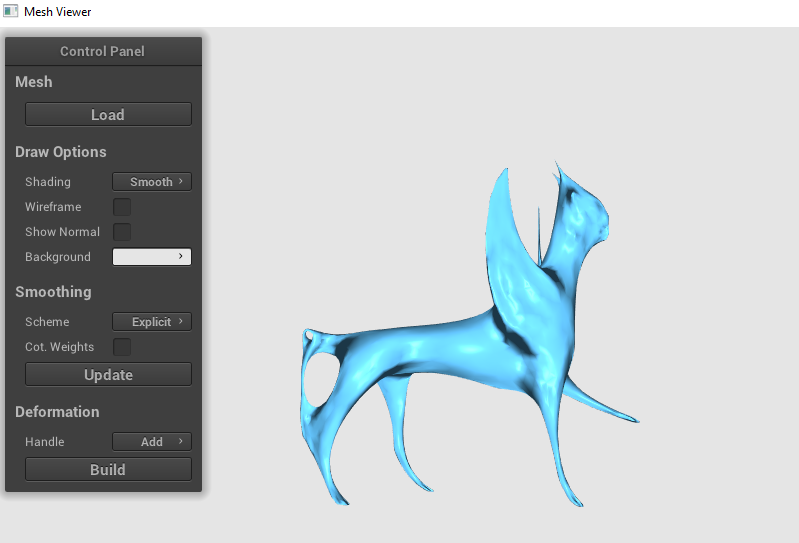 Mesh Viewer
Control Panel
Mesh
Load
Draw Options
Shading Smooth
Wireframe
Show Normal
Background
Smoothing
Scheme Explicit
Cot. Weights
Update
Deformation
Handle Add
Build